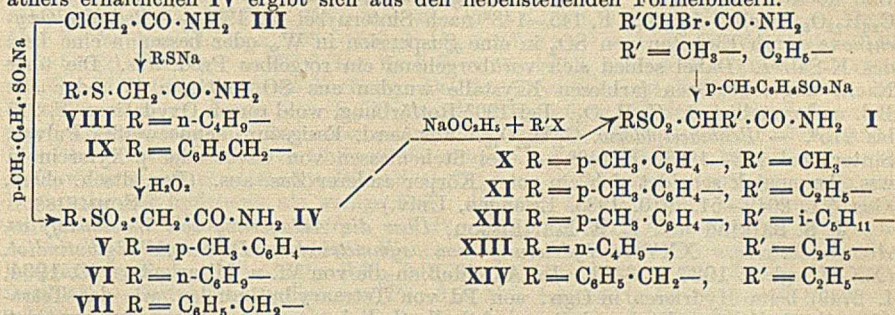 äthers erhältlichen IV ergibt sich aus den nebenstehenden Formelbildern.
ClCH₂·CO·NH₂ III
R'CHBr·CO·NH₂
R'=CH₃—, C₂H₅—
↓RSNa
↓p-CH₃C₆H₄SO₂Na
p-CH₃·C₆H₄·SO₂Na
R·S·CH₂·CO·NH₂
VIII R=n-C₄H₉—
IX R=C₆H₅CH₂—
NaOC₂H₅+R'X
RSO₂·CHR'·CO·NH₂ I
↓H₂O₂
R·SO₂·CH₂·CO·NH₂ IV
V R=p-CH₃·C₆H₄—
VI R=n-C₆H₉—
VII R=C₆H₅·CH₂—
X R=p-CH₃·C₆H₄—, R'=CH₃—
XI R=p-CH₃·C₆H₄—, R'=C₂H₅—
XII R=p-CH₃·C₆H₄—, R'=i-C₅H₁₁—
XIII R=n-C₄H₉—, R'=C₂H₅—
XIV R=C₆H₅·CH₂—, R'=C₂H₅—